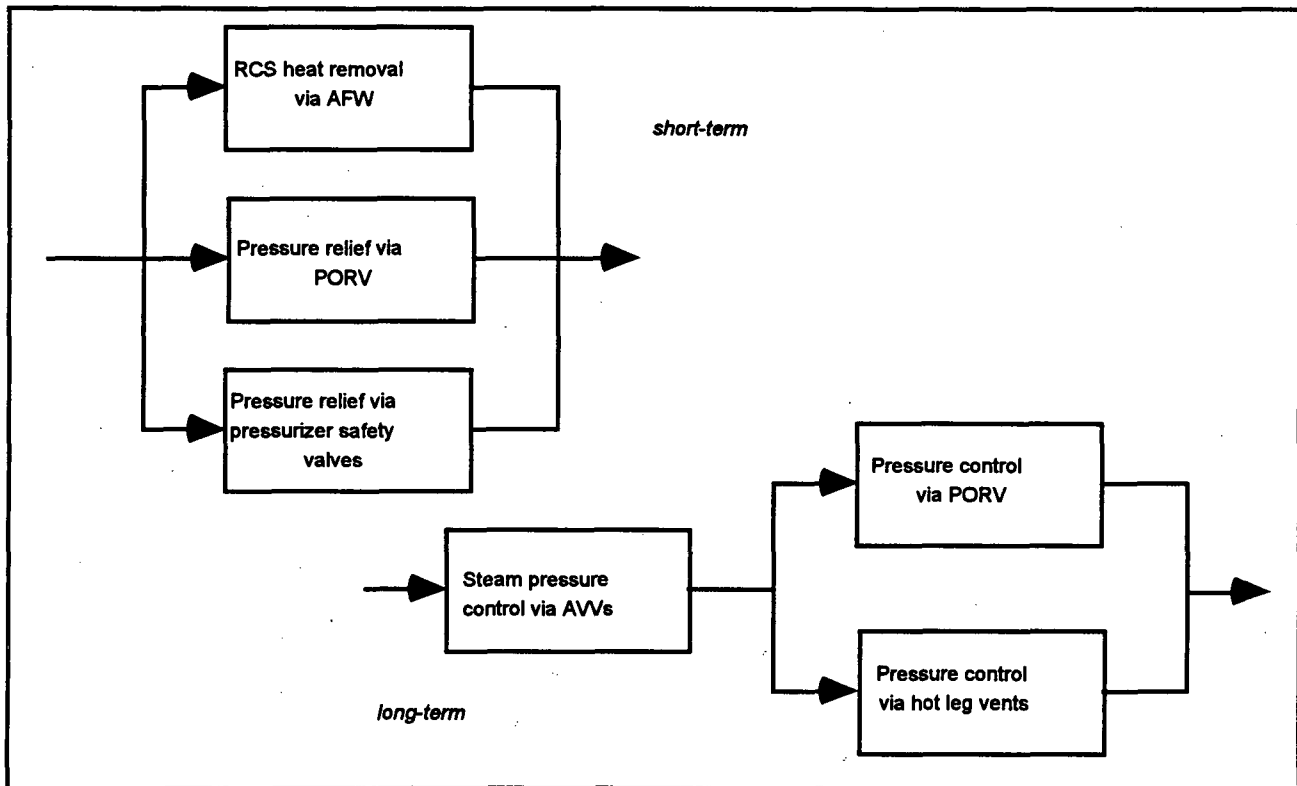 RCS heat removal
via AFW
short-term
Pressure relief via
PORV
Pressure relief via
pressurizer safety
valves
Pressure control
via PORV
Steam pressure
control via AVVs
Pressure control
via hot leg vents
long-term